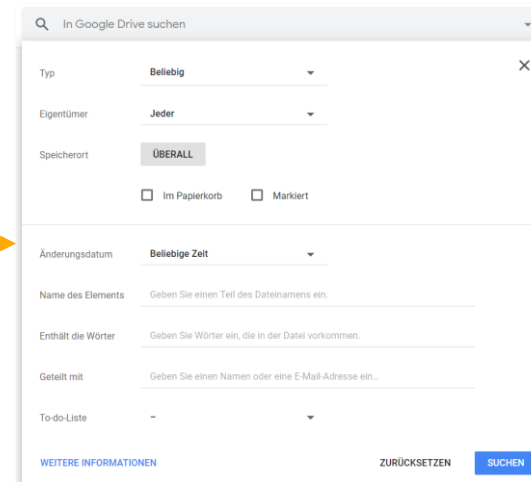 In Google Drive suchen
Typ Beliebig
Eigentümer Jeder
Speicherort ÜBERALL
Im Papierkorb Markiert
Änderungsdatum Beliebige Zeit
Name des Elements Geben Sie einen Teil des Dateinamens ein.
Enthält die Wörter Geben Sie Wörter ein, die in der Datei vorkommen.
Geteilt mit Geben Sie einen Namen oder eine E-Mail-Adresse ein...
To-do-Liste –
WEITERE INFORMATIONEN ZURÜCKSETZEN SUCHEN